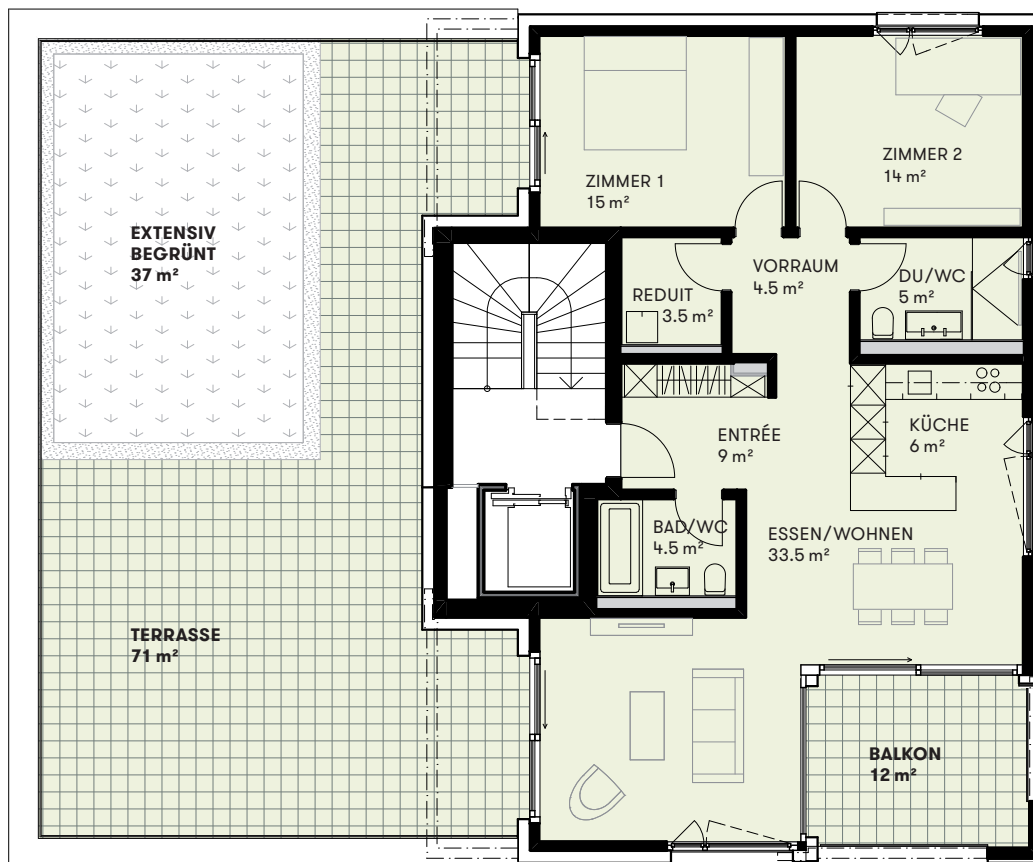 ZIMMER 1
15 m²
ZIMMER 2
14 m²
EXTENSIV
BEGRÜNT
37 m²
VORRAUM
4.5 m²
DU/WC
5 m²
REDUIT
3.5 m²
KÜCHE
6 m²
ENTRÉE
9 m²
BAD/WC
4.5 m²
ESSEN/WOHNEN
33.5 m²
TERRASSE
71 m²
BALKON
12 m²